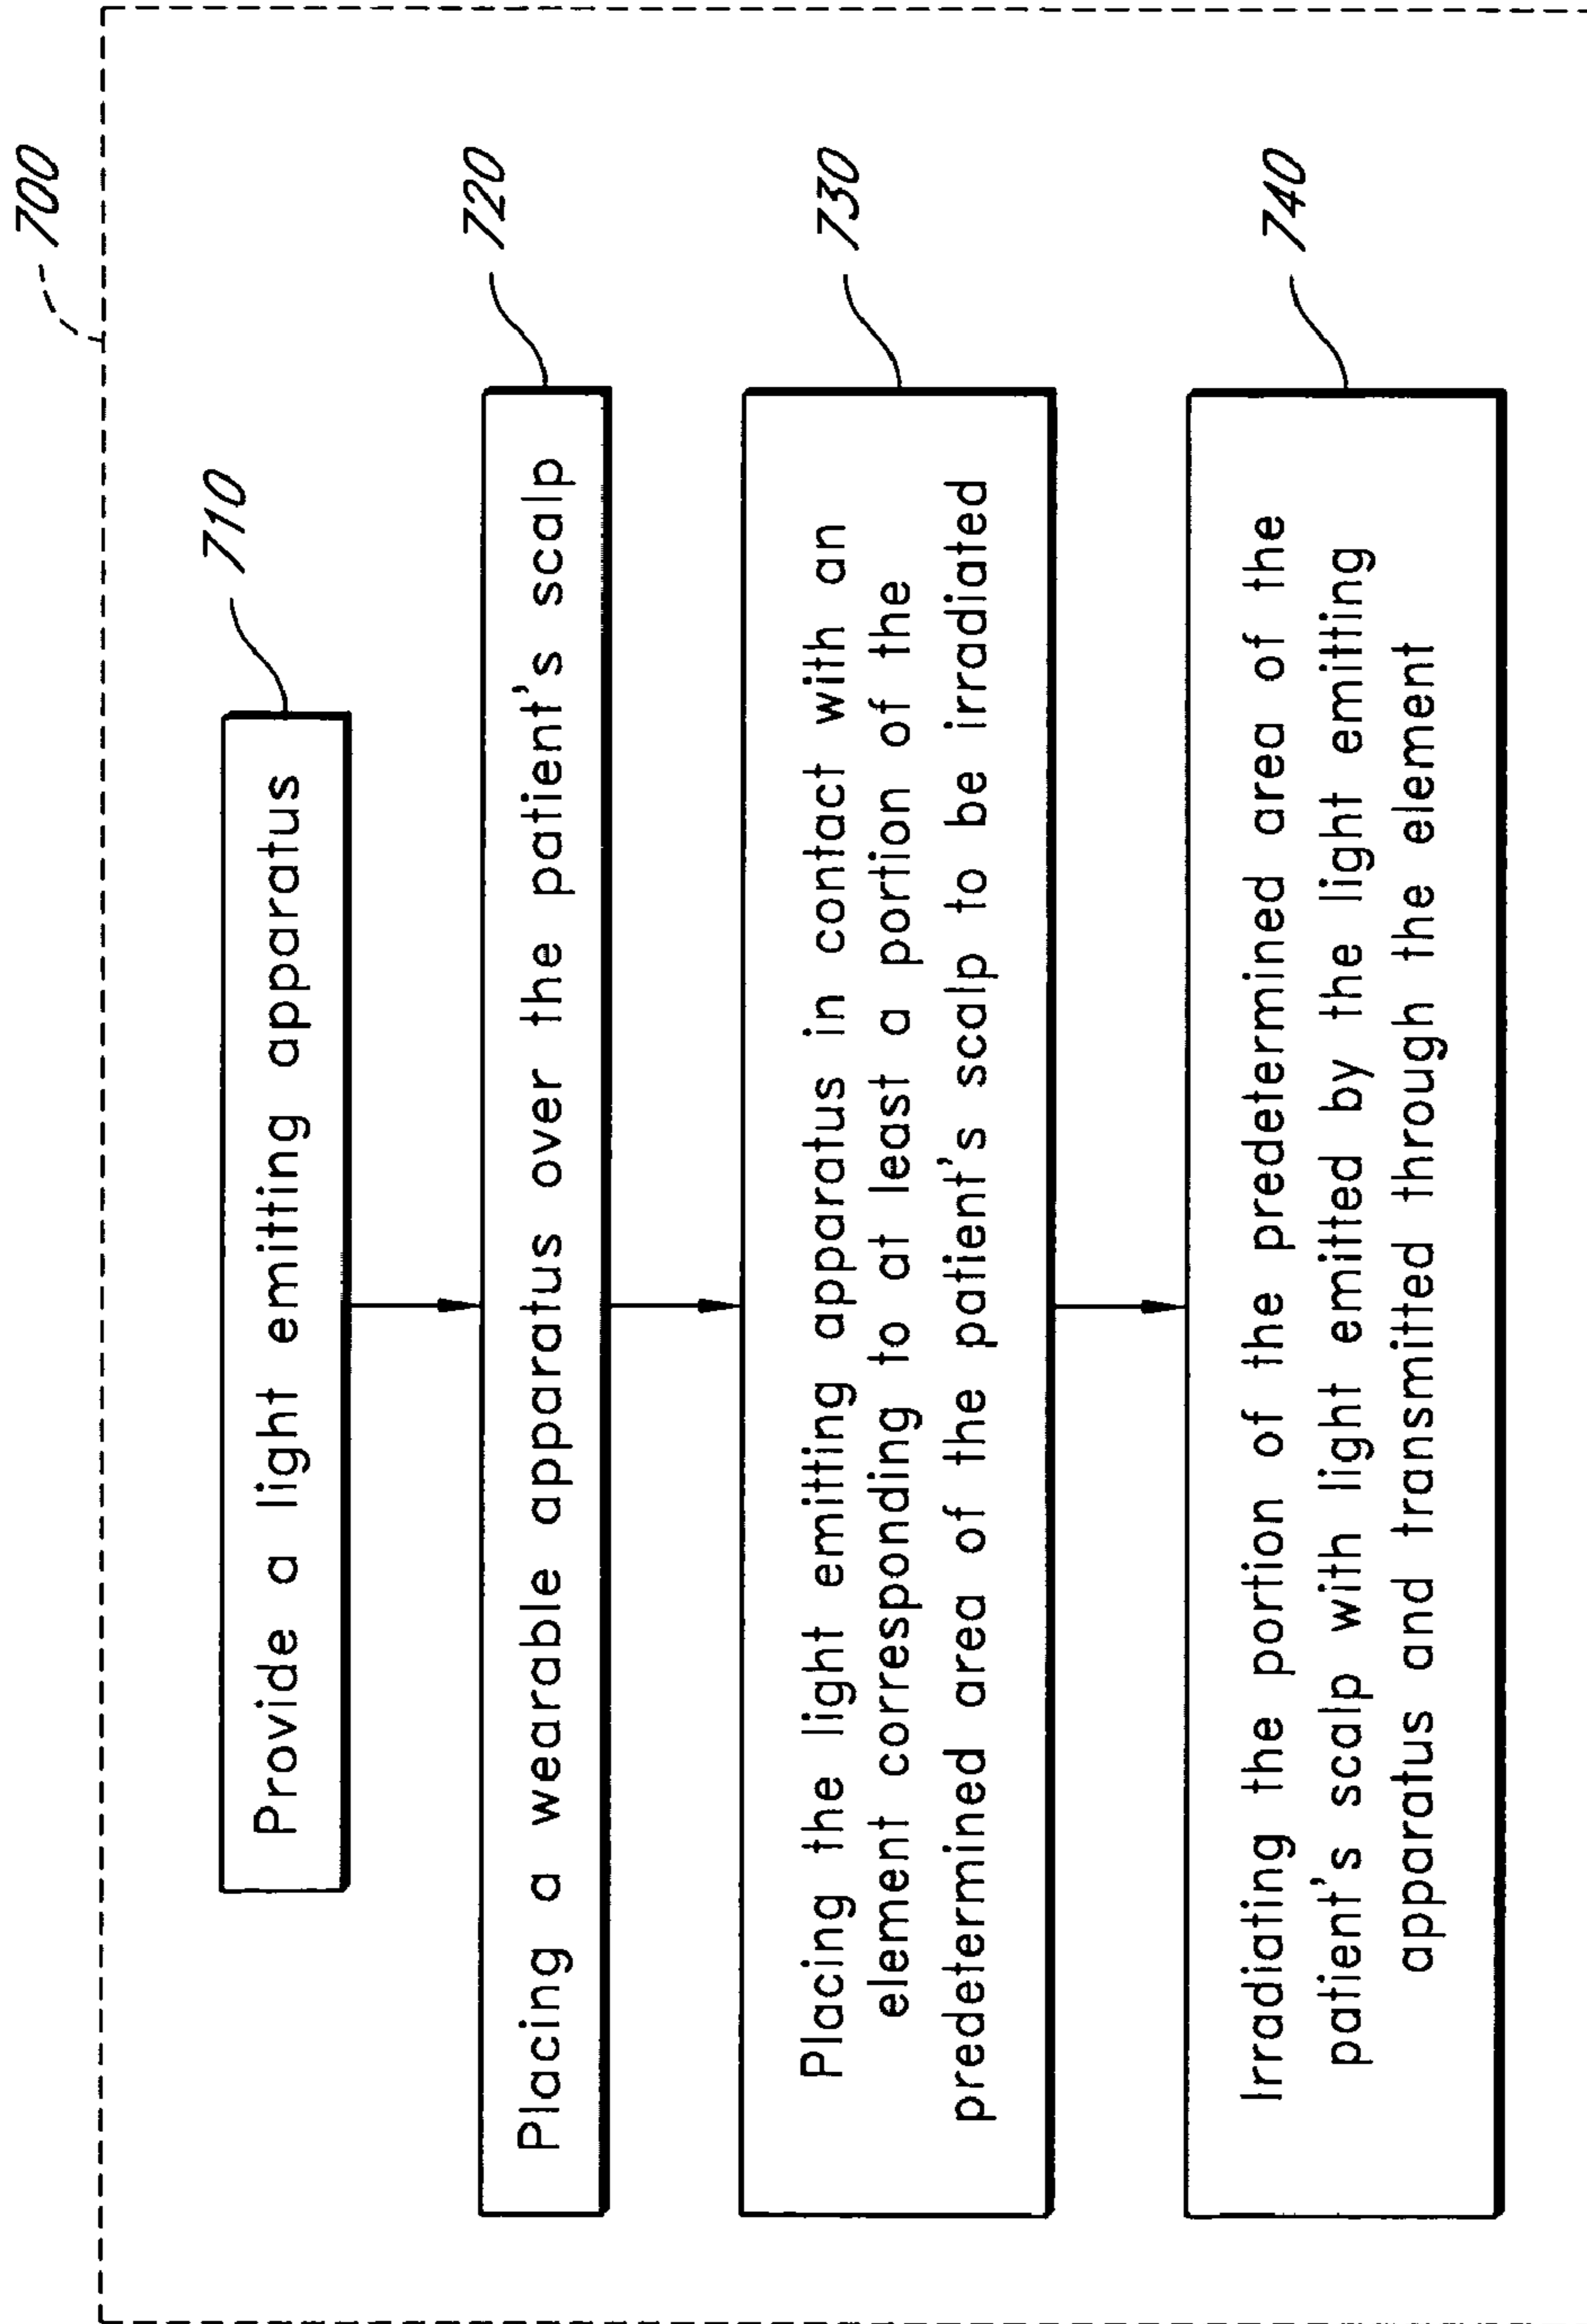 700
710
Provide a light emitting apparatus
720
Placing a wearable apparatus over the patient's scalp
730
Placing the light emitting apparatus in contact with an
element corresponding to at least a portion of the
predetermined area of the patient's scalp to be irradiated
740
Irradiating the portion of the predetermined area of the
patient's scalp with light emitted by the light emitting
apparatus and transmitted through the element